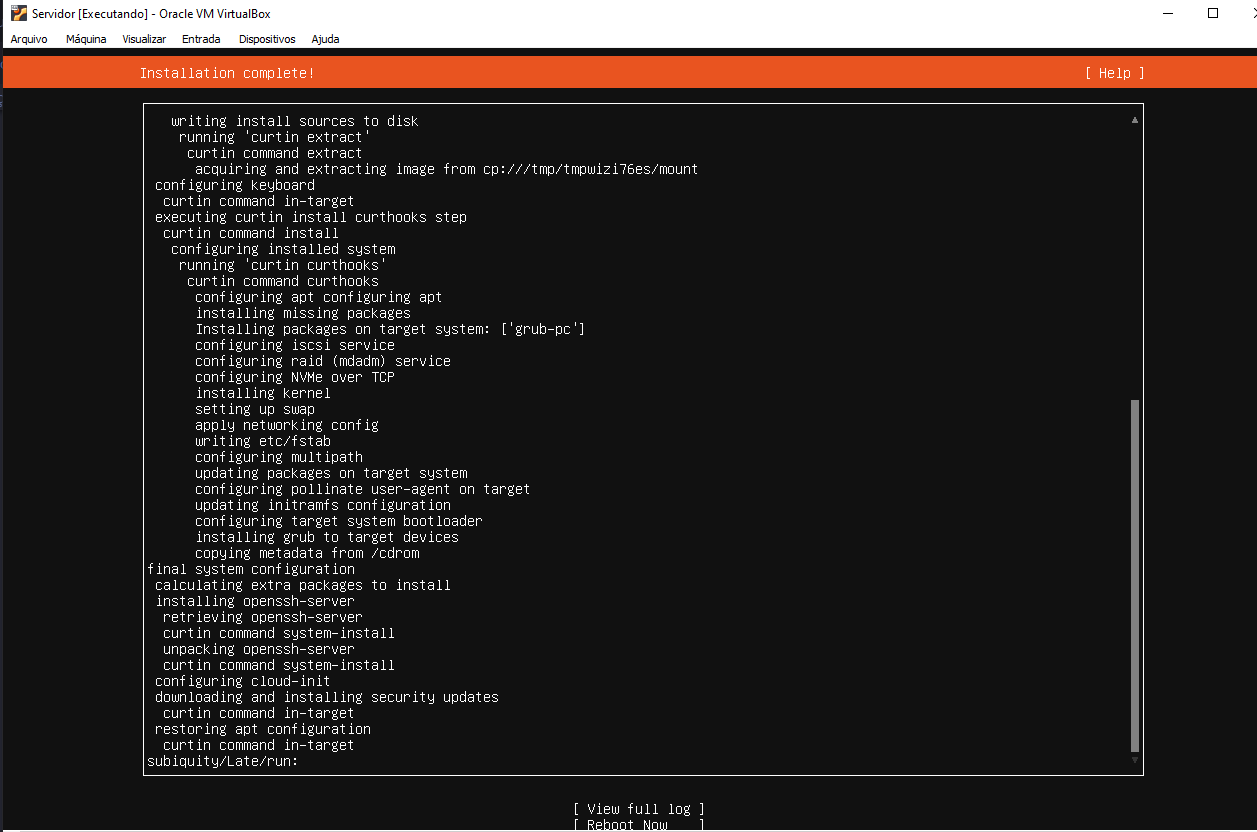 Servidor [Executando] - Oracle VM VirtualBox
Arquivo Máquina Visualizar Entrada Dispositivos Ajuda
Installation complete! [ Help ]
writing install sources to disk
running 'curtin extract'
curtin command extract
acquiring and extracting image from cp:///tmp/tmpwizi76es/mount
configuring keyboard
curtin command in-target
executing curtin install curthooks step
curtin command install
configuring installed system
running 'curtin curthooks'
curtin command curthooks
configuring apt configuring apt
installing missing packages
Installing packages on target system: ['grub-pc']
configuring iscsi service
configuring raid (mdadm) service
configuring NVMe over TCP
installing kernel
setting up swap
apply networking config
writing etc/fstab
configuring multipath
updating packages on target system
configuring pollinate user-agent on target
updating initramfs configuration
configuring target system bootloader
installing grub to target devices
copying metadata from /cdrom
final system configuration
calculating extra packages to install
installing openssh-server
retrieving openssh-server
curtin command system-install
unpacking openssh-server
curtin command system-install
configuring cloud-init
downloading and installing security updates
curtin command in-target
restoring apt configuration
curtin command in-target
subiquity/Late/run:
[ View full log ]
[ Reboot Now ]